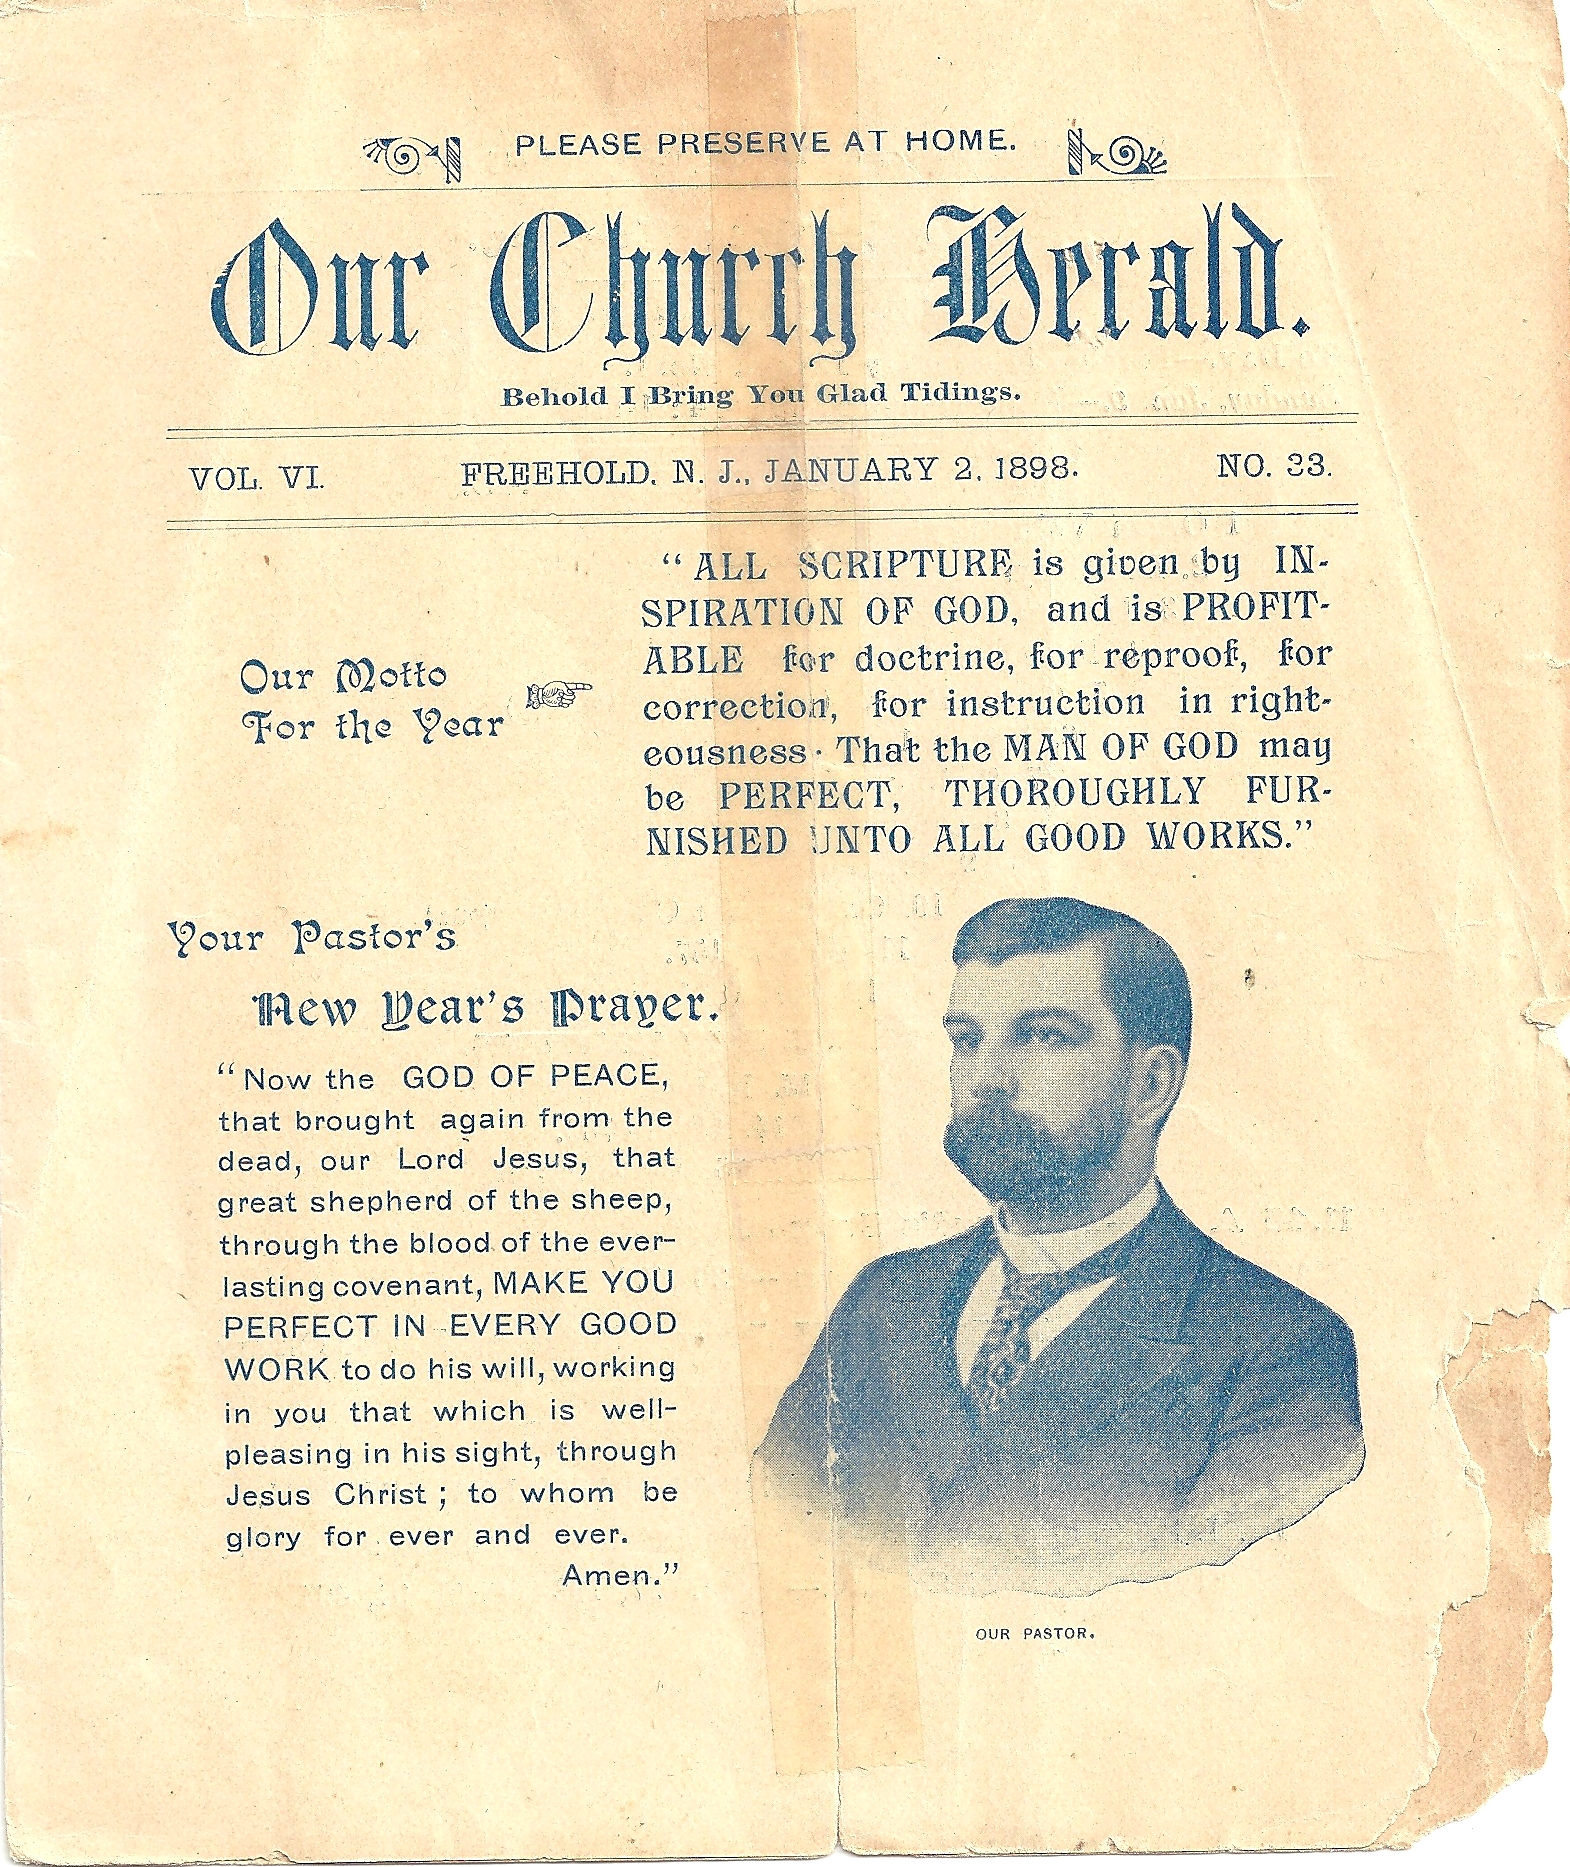 PLEASE PRESERVE AT HOME.
Our Church Herald.
Behold I Bring You Glad Tidings.
VOL. VI. FREEHOLD, N. J., JANUARY 2, 1898. NO. 33.
Our Motto
For the Year
“ ALL SCRIPTURE is given by IN-
SPIRATION OF GOD, and is PROFIT-
ABLE for doctrine, for reproof, for
correction, for instruction in right-
eousness· That the MAN OF GOD may
be PERFECT, THOROUGHLY FUR-
NISHED UNTO ALL GOOD WORKS.”
Your Pastor's
New Year's Prayer.
“Now the GOD OF PEACE,
that brought again from the
dead, our Lord Jesus, that
great shepherd of the sheep,
through the blood of the ever-
lasting covenant, MAKE YOU
PERFECT IN EVERY GOOD
WORK to do his will, working
in you that which is well-
pleasing in his sight, through
Jesus Christ ; to whom be
glory for ever and ever.
Amen.”
OUR PASTOR.